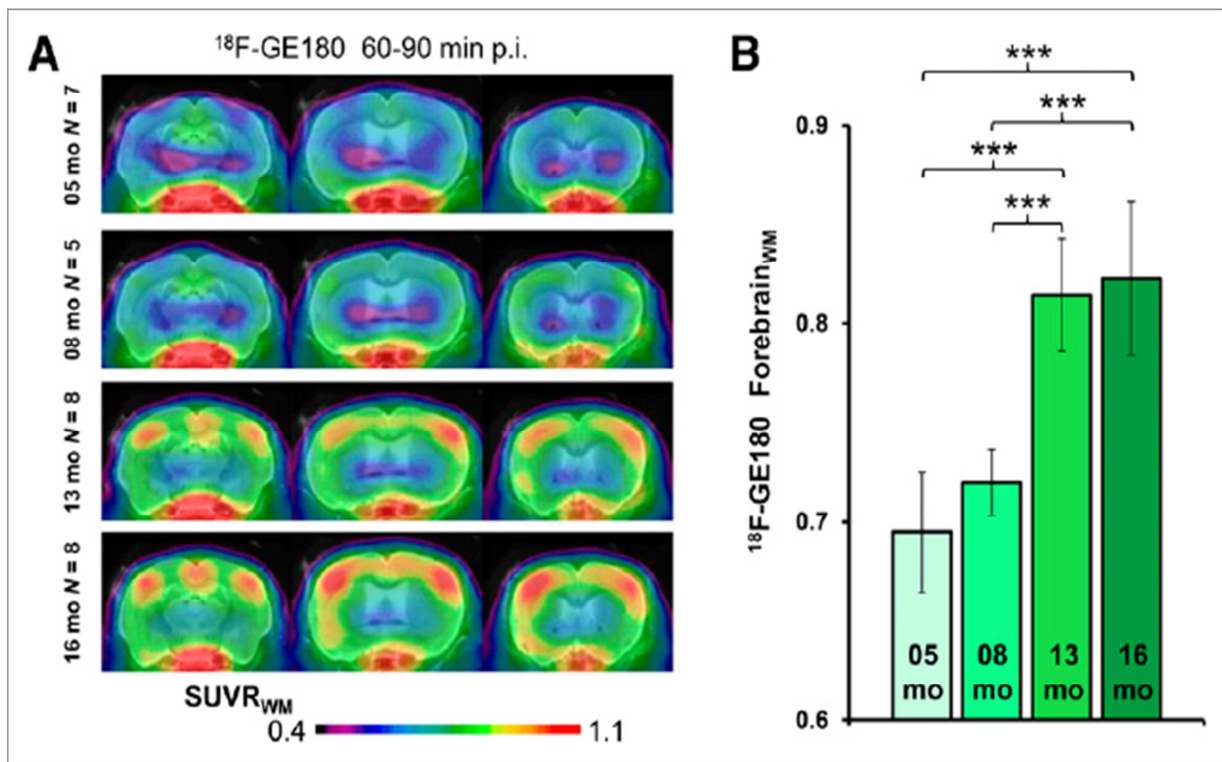 A
¹⁸F-GE180 60-90 min p.i.
05 mo N = 7
08 mo N = 5
13 mo N = 8
16 mo N = 8
SUVR_WM
0.4
1.1
B
***
***
***
***
¹⁸F-GE180 Forebrain_WM
0.9
0.8
0.7
0.6
05 mo
08 mo
13 mo
16 mo